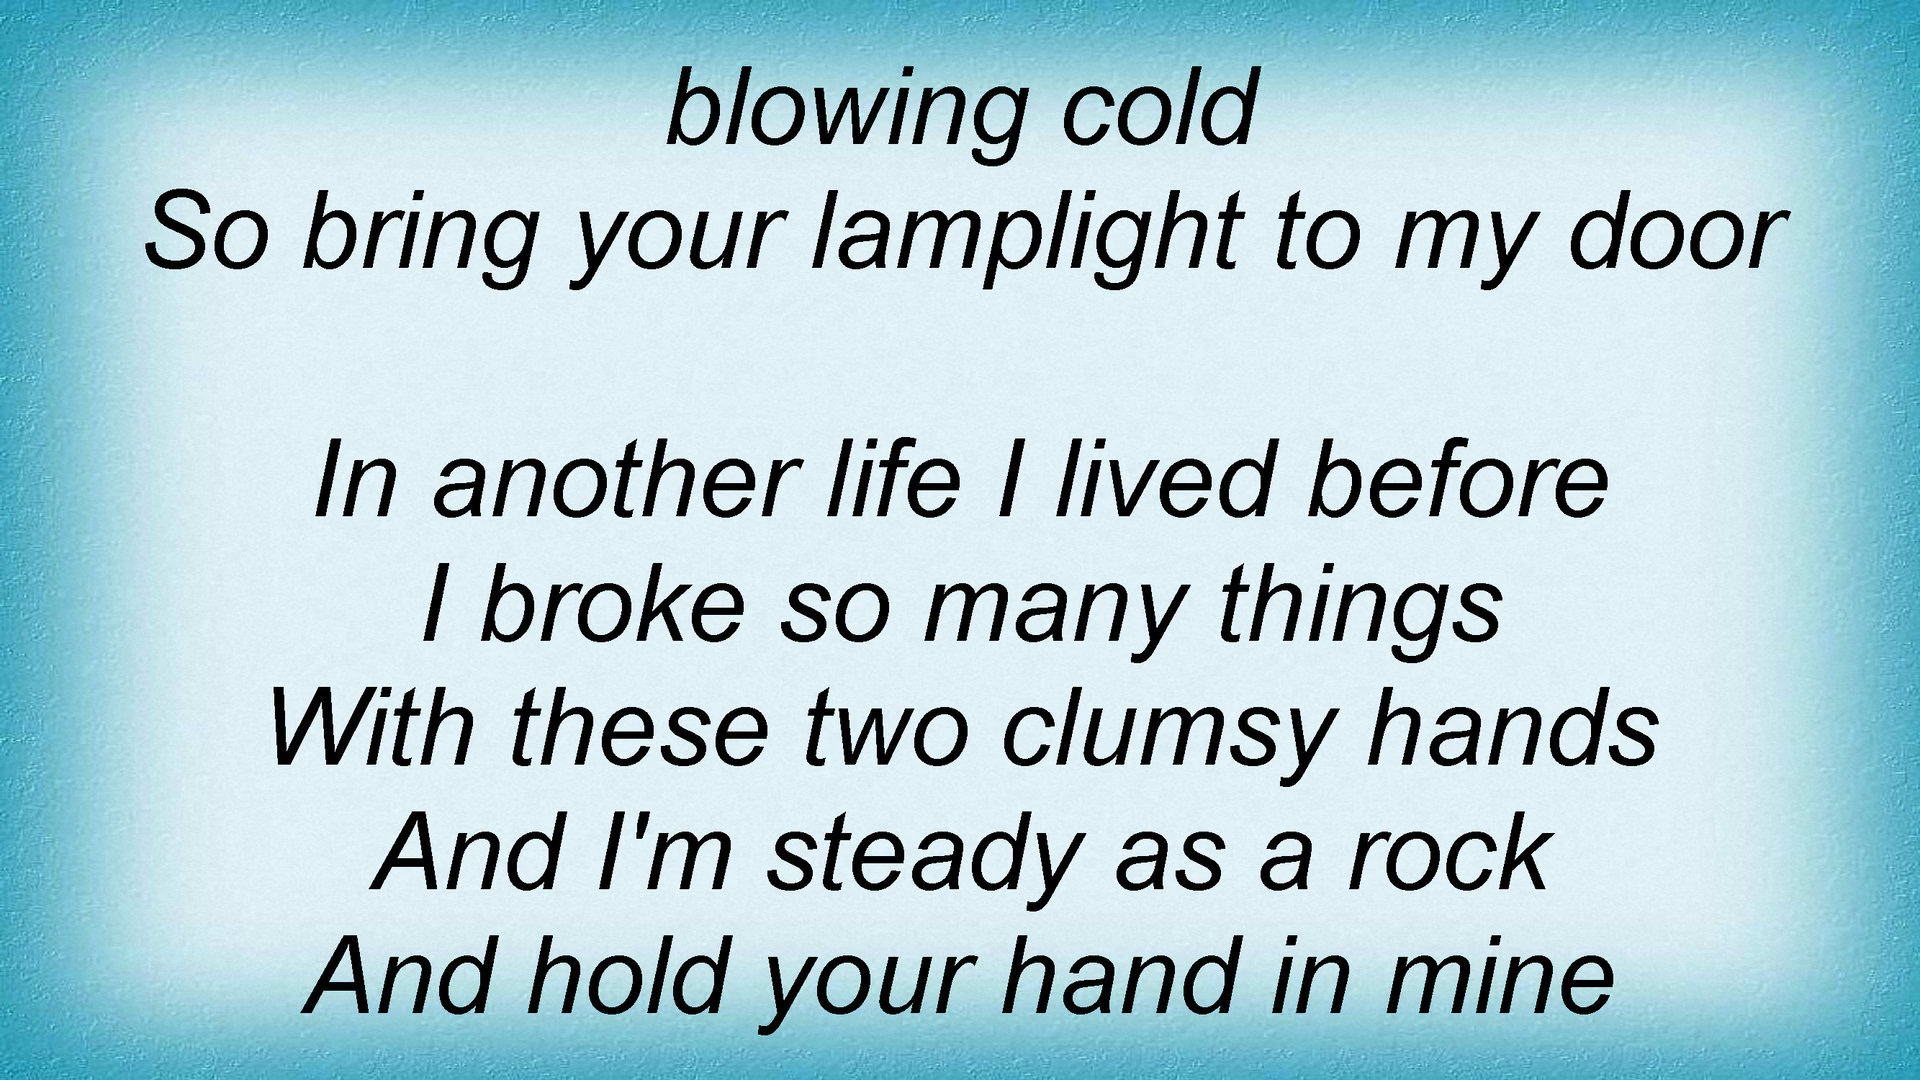 blowing cold
So bring your lamplight to my door
In another life I lived before
I broke so many things
With these two clumsy hands
And I'm steady as a rock
And hold your hand in mine